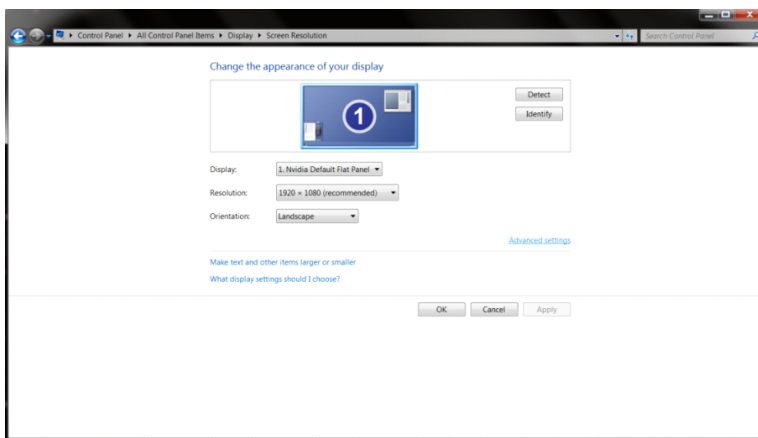 Control Panel ▸ All Control Panel Items ▸ Display ▸ Screen Resolution
Search Control Panel
Change the appearance of your display
1
Detect
Identify
Display: 1. Nvidia Default Flat Panel
Resolution: 1920 × 1080 (recommended)
Orientation: Landscape
Advanced settings
Make text and other items larger or smaller
What display settings should I choose?
OK Cancel Apply